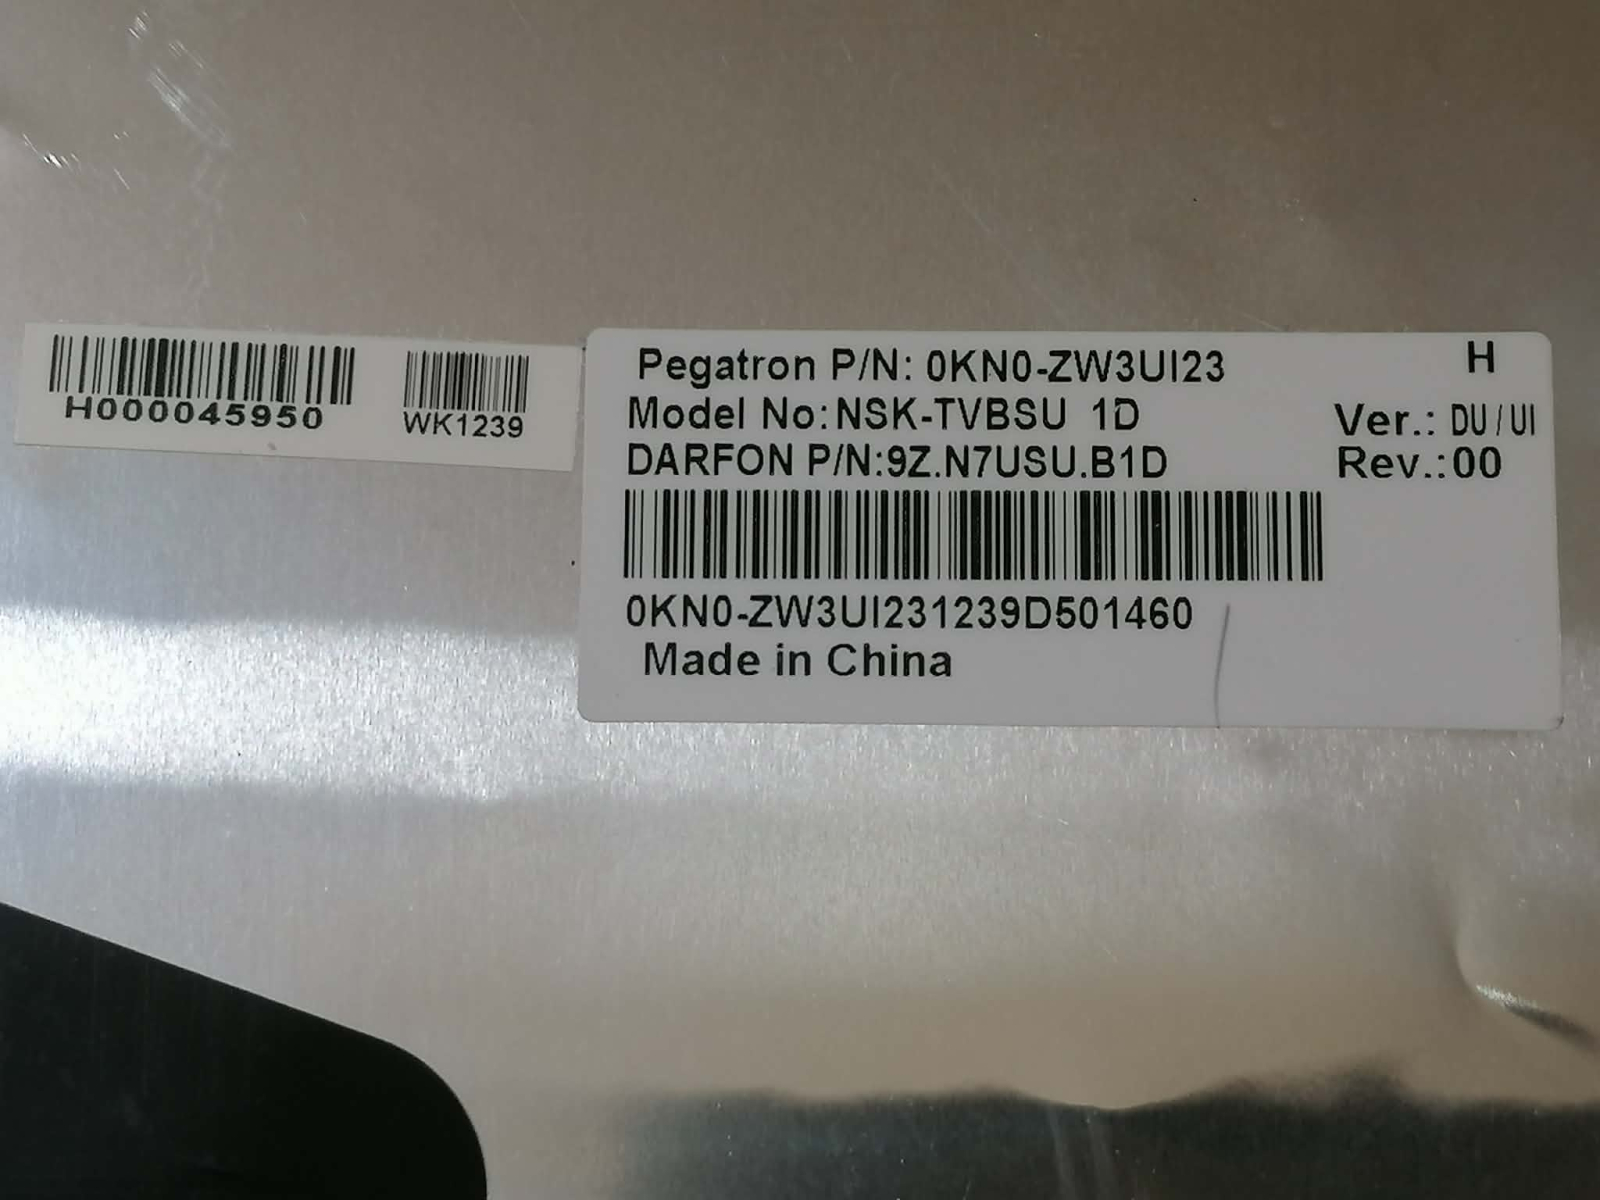 H000045950
WK1239
Pegatron P/N: 0KN0-ZW3UI23 H
Model No:NSK-TVBSU 1D Ver.: DU / UI
DARFON P/N:9Z.N7USU.B1D Rev.:00
0KN0-ZW3UI231239D501460
Made in China